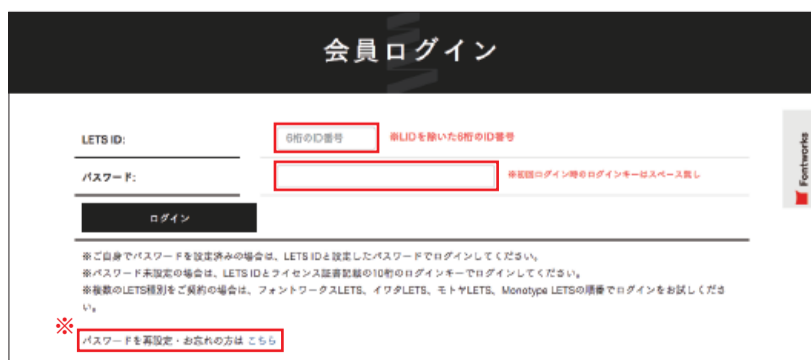 会員ログイン
LETS ID:
6桁のID番号
※LIDを除いた6桁のID番号
パスワード:
※初回ログイン時のログインキーはスペース無し
ログイン
※ご自身でパスワードを設定済みの場合は、LETS IDと設定したパスワードでログインしてください。
※パスワード未設定の場合は、LETS IDとライセンス証書記載の10桁のログインキーでログインしてください。
※複数のLETS種別をご契約の場合は、フォントワークスLETS、イワタLETS、モトヤLETS、Monotype LETSの順番でログインをお試しくださ
い。
※
パスワードを再設定・お忘れの方は こちら
Fontworks